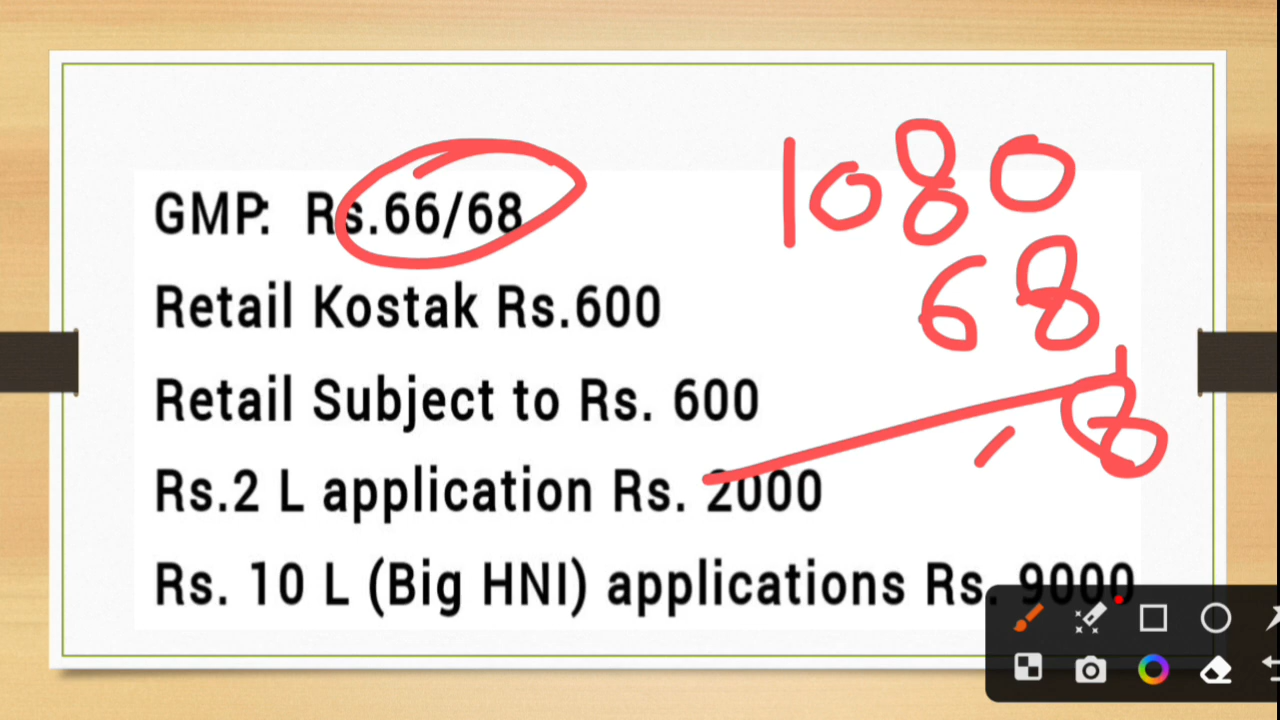 GMP: Rs.66/68
1080
68
8
Retail Kostak Rs.600
Retail Subject to Rs. 600
Rs.2 L application Rs. 2000
Rs. 10 L (Big HNI) applications Rs. 9000